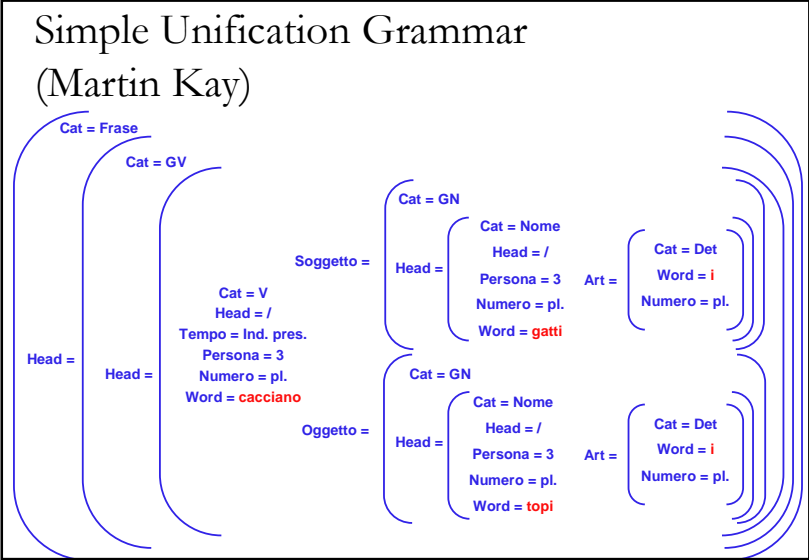 Simple Unification Grammar
(Martin Kay)
Cat = Frase
Head =
Cat = GV
Head =
Cat = V
Head = /
Tempo = Ind. pres.
Persona = 3
Numero = pl.
Word = cacciano
Soggetto =
Cat = GN
Head =
Cat = Nome
Head = /
Persona = 3
Numero = pl.
Word = gatti
Art =
Cat = Det
Word = i
Numero = pl.
Oggetto =
Cat = GN
Head =
Cat = Nome
Head = /
Persona = 3
Numero = pl.
Word = topi
Art =
Cat = Det
Word = i
Numero = pl.